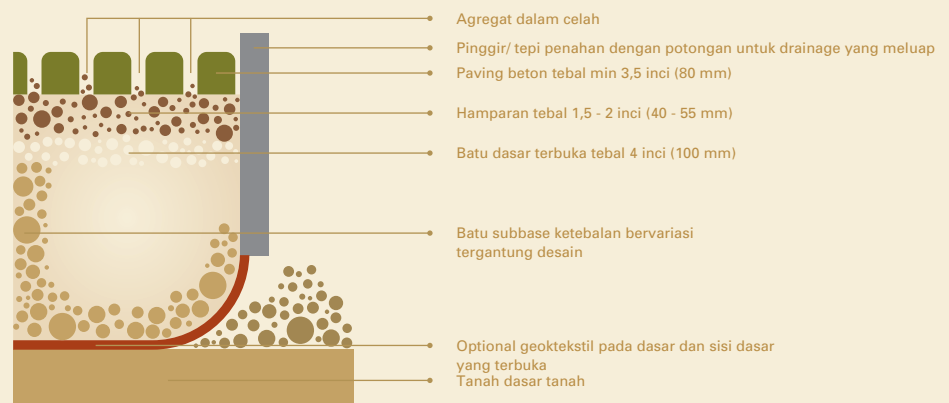 Agregat dalam celah
Pinggir/ tepi penahan dengan potongan untuk drainage yang meluap
Paving beton tebal min 3,5 inci (80 mm)
Hamparan tebal 1,5 - 2 inci (40 - 55 mm)
Batu dasar terbuka tebal 4 inci (100 mm)
Batu subbase ketebalan bervariasi
tergantung desain
Optional geoktekstil pada dasar dan sisi dasar
yang terbuka
Tanah dasar tanah